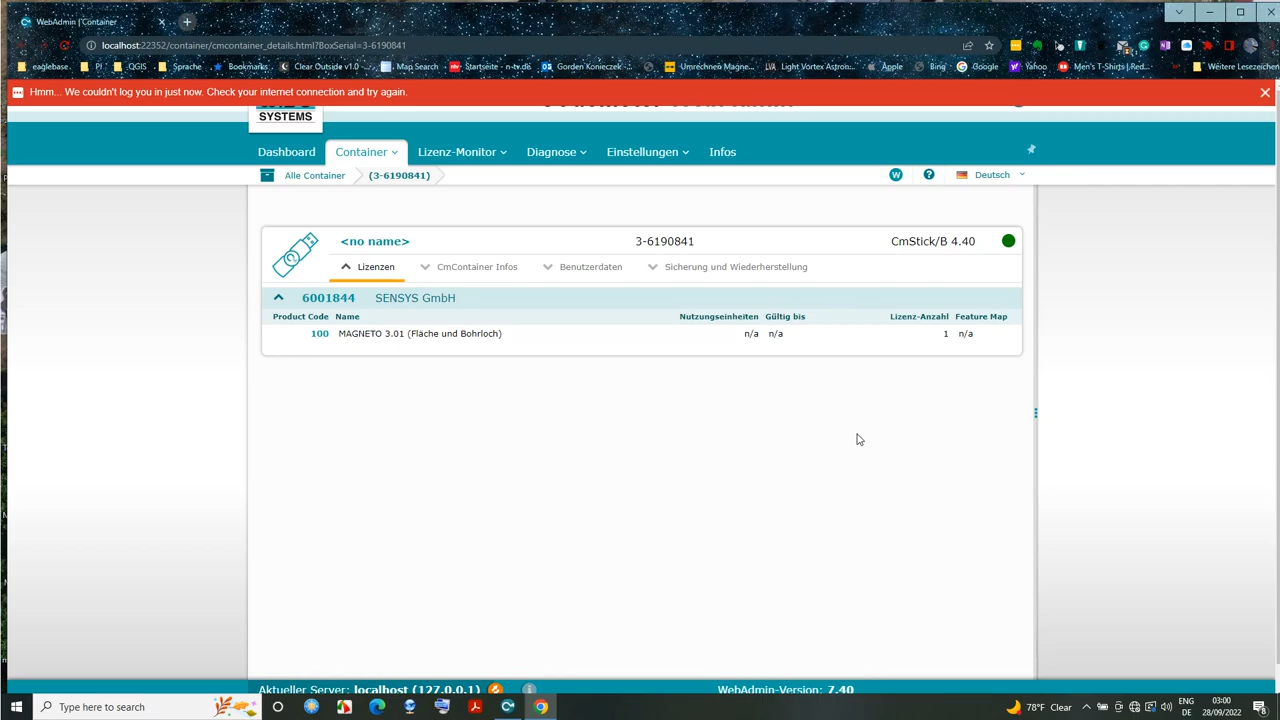 WebAdmin | Container
localhost:22352/container/cmcontainer_details.html?BoxSerial=3-6190841
eaglebase.. PI QGIS Sprache Bookmarks Clear Outside v1.0 -... Map Search Startseite - n-tv.de Gorden Konieczek -... Umrechnen Magne... Light Vortex Astron... Apple Bing Google Yahoo Men's T-Shirts | Red... Weitere Lesezeichen
Hmm... We couldn't log you in just now. Check your internet connection and try again.
SYSTEMS
Dashboard Container Lizenz-Monitor Diagnose Einstellungen Infos
Alle Container (3-6190841) W ? Deutsch
<no name> 3-6190841 CmStick/B 4.40
Lizenzen CmContainer Infos Benutzerdaten Sicherung und Wiederherstellung
6001844 SENSYS GmbH
Product Code Name Nutzungseinheiten Gültig bis Lizenz-Anzahl Feature Map
100 MAGNETO 3.01 (Fläche und Bohrloch) n/a n/a 1 n/a
Aktueller Server: localhost (127.0.0.1) WebAdmin-Version: 7.40
Type here to search 78°F Clear ENG 03:00
DE 28/09/2022